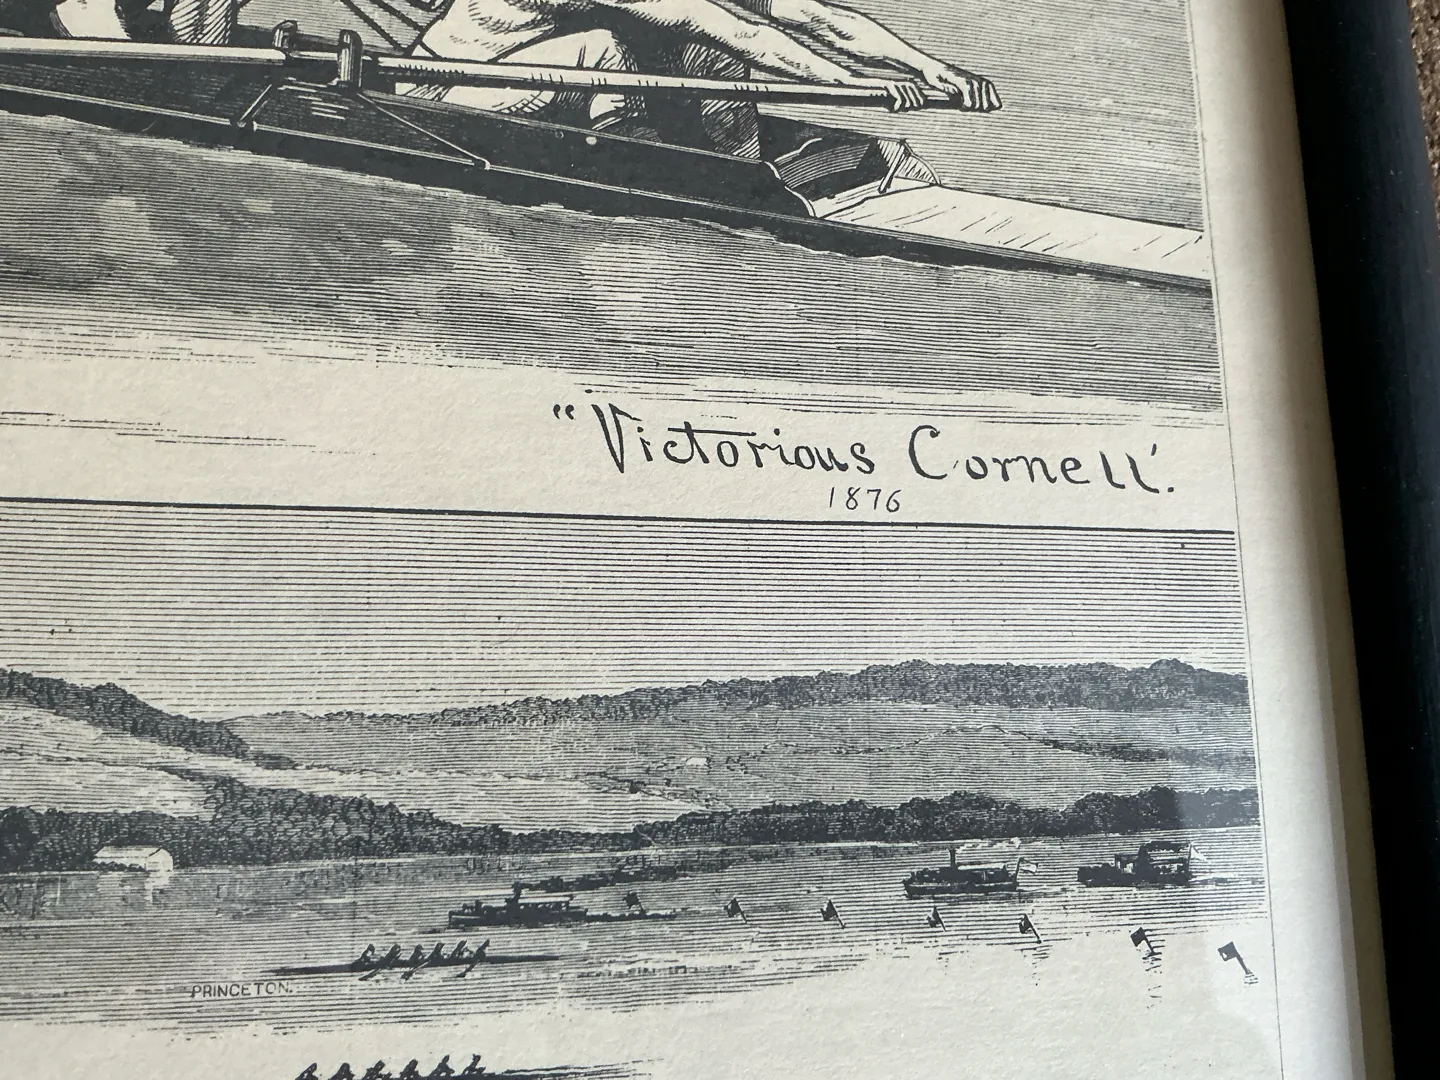 "Victorious Cornell'.
1876
PRINCETON.